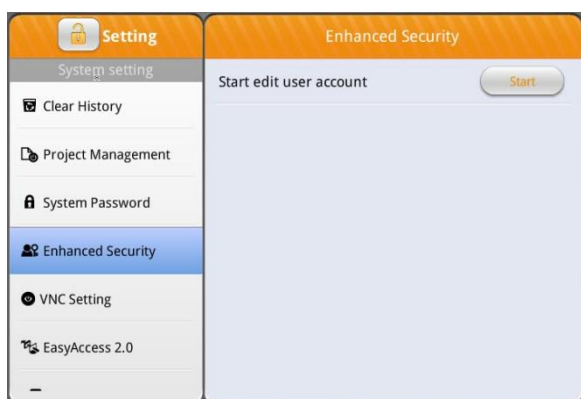 Setting
Enhanced Security
System setting
Start edit user account
Start
Clear History
Project Management
System Password
Enhanced Security
VNC Setting
EasyAccess 2.0